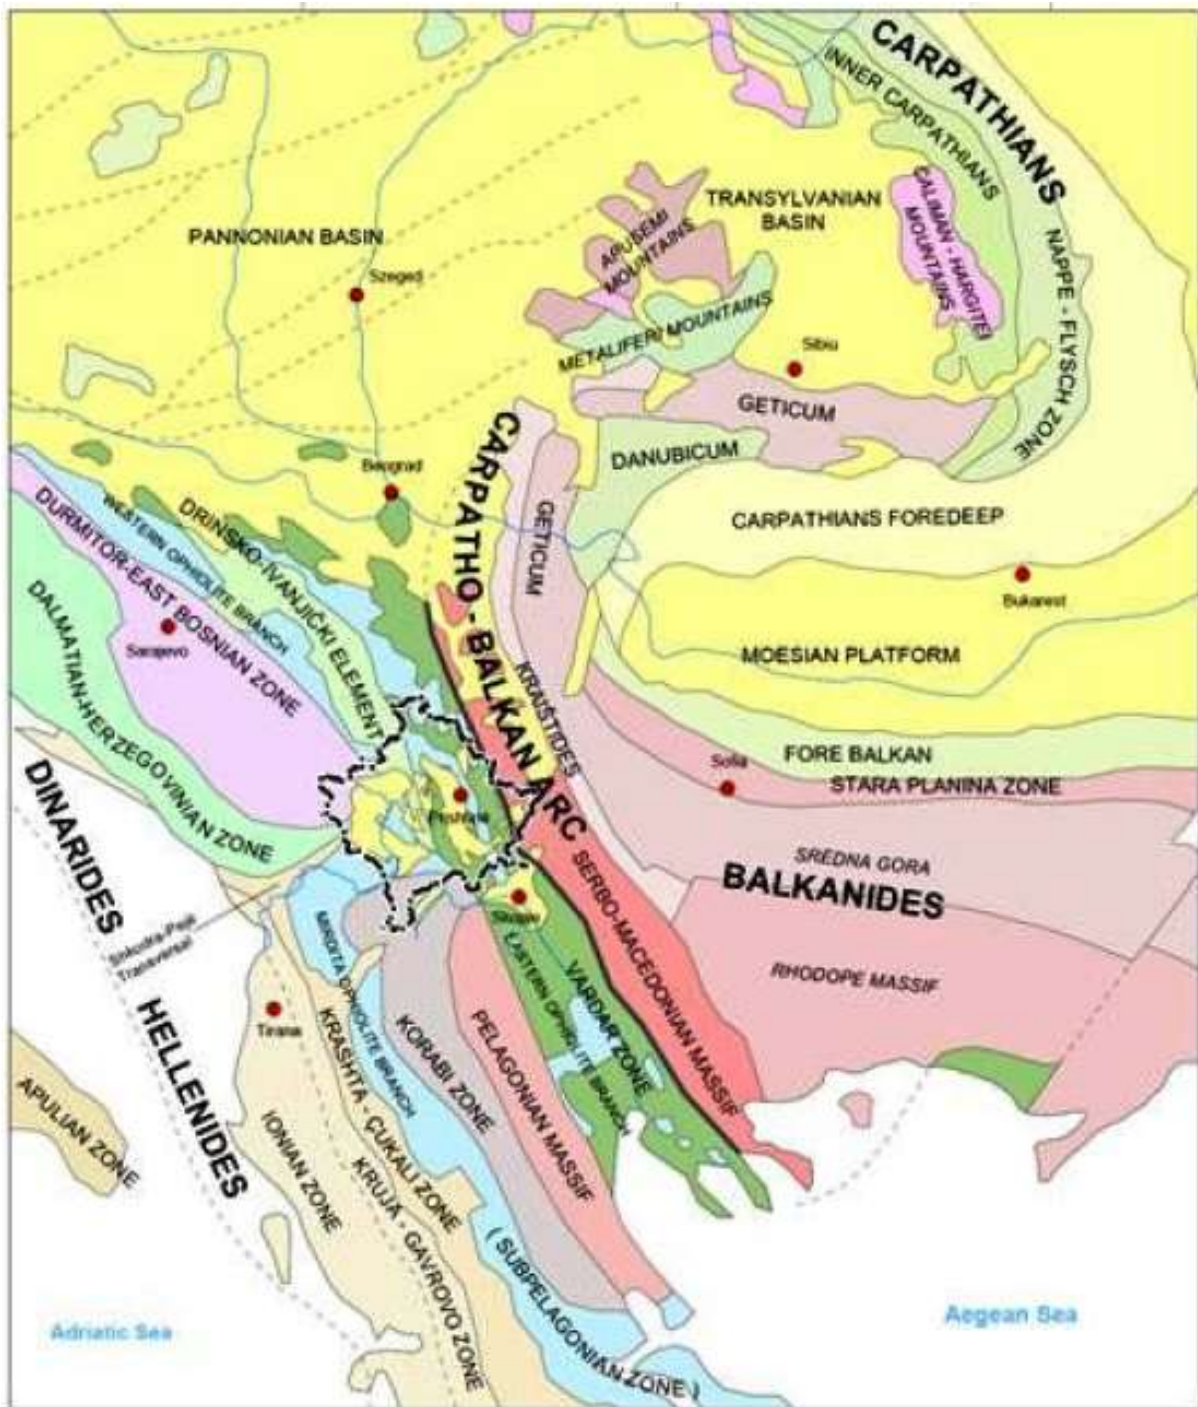 CARPATHIANS
INNER CARPATHIANS
CALIMAN - HARGITEI
MOUNTAINS
NAPPE - FLYSCH ZONE
TRANSYLVANIAN
BASIN
APUSEMI
MOUNTAINS
PANNONIAN BASIN
Szeged
METALIFERI MOUNTAINS
Sibiu
GETICUM
DANUBICUM
CARPATHIANS FOREDEEP
Bukarest
MOESIAN PLATFORM
Beograd
CARPATHO - BALKAN ARC
GETICUM
KRAISTIDES
DRINSKO-IVANJIČKI ELEMENT
WESTERN OPHIOLITE BRANCH
DURMITOR-EAST BOSNIAN ZONE
Sarajevo
DALMATIAN-HERZEGOVINIAN ZONE
FORE BALKAN
Sofia
STARA PLANINA ZONE
SREDNA GORA
BALKANIDES
RHODOPE MASSIF
SERBO-MACEDONIAN MASSIF
Prishtina
DINARIDES
Shkodra-Peja
Transversal
Skopje
VARDAR ZONE
EASTERN OPHIOLITE BRANCH
PELAGONIAN MASSIF
KORABI ZONE
MIRDITA OPHIOLITE BRANCH
HELLENIDES
Tirana
KRASHTA - ÇUKALI ZONE
KRUJA - GAVROVO ZONE
IONIAN ZONE
APULIAN ZONE
( SUBPELAGONIAN ZONE )
Adriatic Sea
Aegean Sea